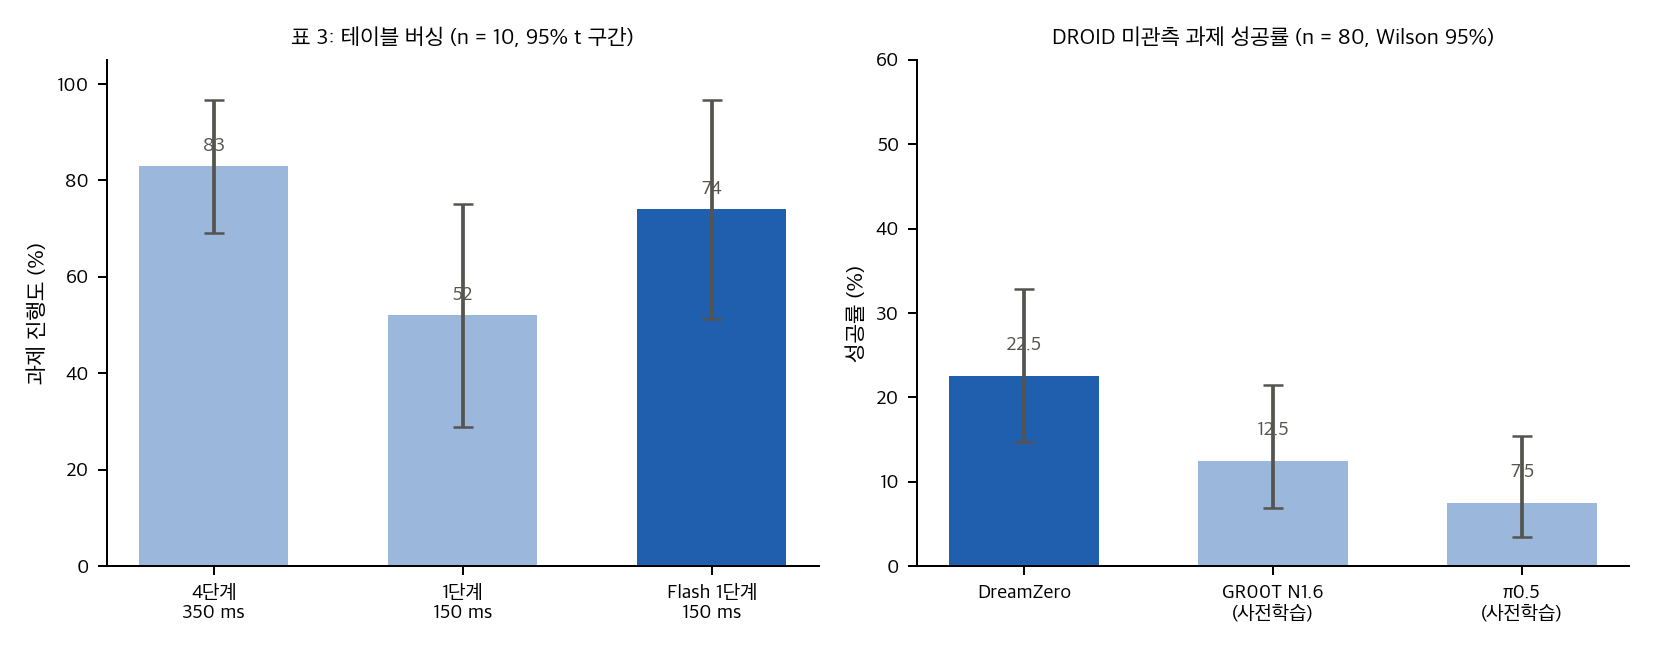 표 3: 테이블 버싱 (n = 10, 95% t 구간)
과제 진행도 (%)
100
80
60
40
20
0
83
52
74
4단계
350 ms
1단계
150 ms
Flash 1단계
150 ms
DROID 미관측 과제 성공률 (n = 80, Wilson 95%)
성공률 (%)
60
50
40
30
20
10
0
22.5
12.5
7.5
DreamZero
GR00T N1.6
(사전학습)
π0.5
(사전학습)